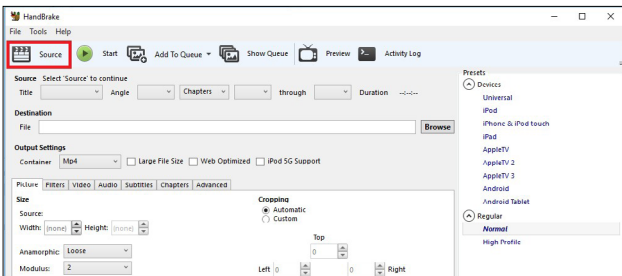 HandBrake
File Tools Help
Source Start Add To Queue Show Queue Preview Activity Log
Source Select 'Source' to continue
Title Angle Chapters through Duration --:--:--
Destination
File Browse
Output Settings
Container Mp4 Large File Size Web Optimized iPod 5G Support
Picture Filters Video Audio Subtitles Chapters Advanced
Size
Source:
Width: (none) Height: (none)
Anamorphic: Loose
Modulus: 2
Cropping
Automatic
Custom
Top
0
Left 0 0 Right
Presets
Devices
Universal
iPod
iPhone & iPod touch
iPad
AppleTV
AppleTV 2
AppleTV 3
Android
Android Tablet
Regular
Normal
High Profile